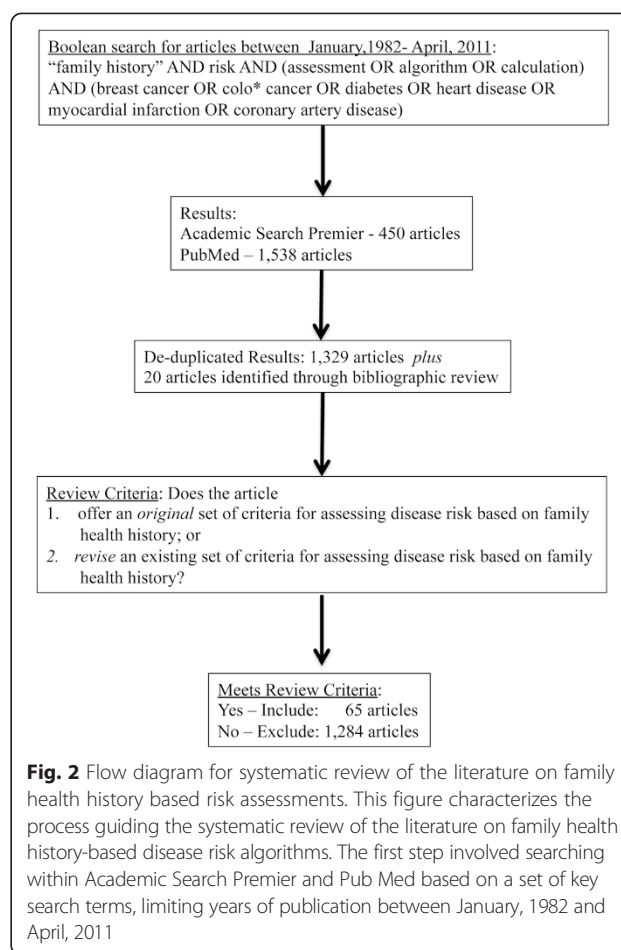 Boolean search for articles between January,1982- April, 2011:
“family history” AND risk AND (assessment OR algorithm OR calculation)
AND (breast cancer OR colo* cancer OR diabetes OR heart disease OR
myocardial infarction OR coronary artery disease)
Results:
Academic Search Premier - 450 articles
PubMed – 1,538 articles
De-duplicated Results: 1,329 articles plus
20 articles identified through bibliographic review
Review Criteria: Does the article
1. offer an original set of criteria for assessing disease risk based on family
health history; or
2. revise an existing set of criteria for assessing disease risk based on family
health history?
Meets Review Criteria:
Yes – Include: 65 articles
No – Exclude: 1,284 articles
Fig. 2 Flow diagram for systematic review of the literature on family
health history based risk assessments. This figure characterizes the
process guiding the systematic review of the literature on family health
history-based disease risk algorithms. The first step involved searching
within Academic Search Premier and Pub Med based on a set of key
search terms, limiting years of publication between January, 1982 and
April, 2011